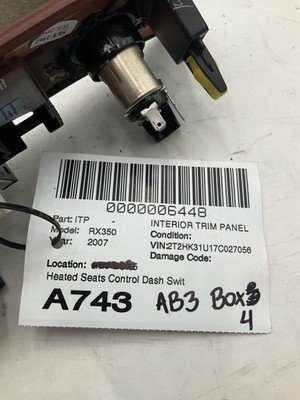 0000006448
Part: ITP INTERIOR TRIM PANEL
Model: RX350 Condition:
ar: 2007 VIN:2T2HK31U17C027056
Damage Code:
Location:
Heated Seats Control Dash Swit
A743 AB3 BOX
4